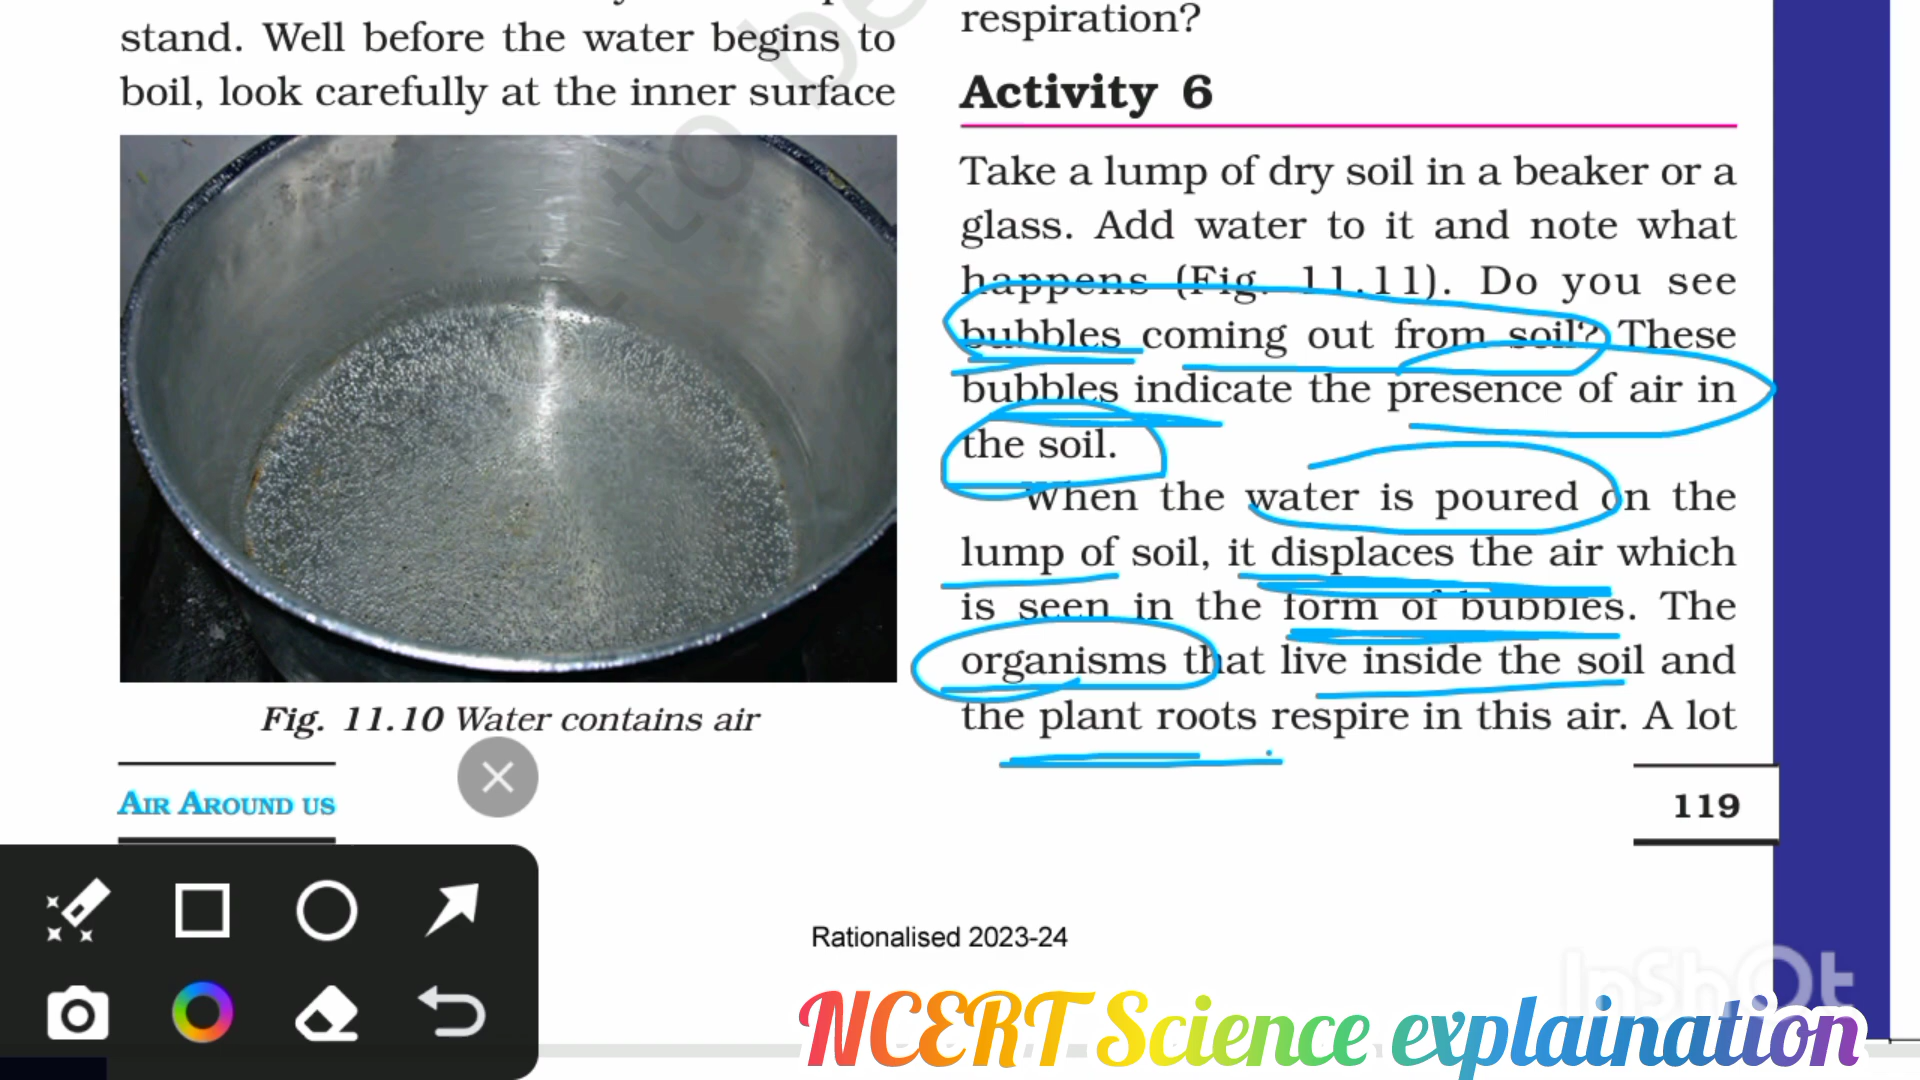 stand. Well before the water begins to
boil, look carefully at the inner surface
Fig. 11.10 Water contains air
AIR AROUND US
respiration?
Activity 6
Take a lump of dry soil in a beaker or a
glass. Add water to it and note what
happens (Fig. 11.11). Do you see
bubbles coming out from soil? These
bubbles indicate the presence of air in
the soil.
When the water is poured on the
lump of soil, it displaces the air which
is seen in the form of bubbles. The
organisms that live inside the soil and
the plant roots respire in this air. A lot
119
Rationalised 2023-24
to be
InShOt
NCERT Science explaination